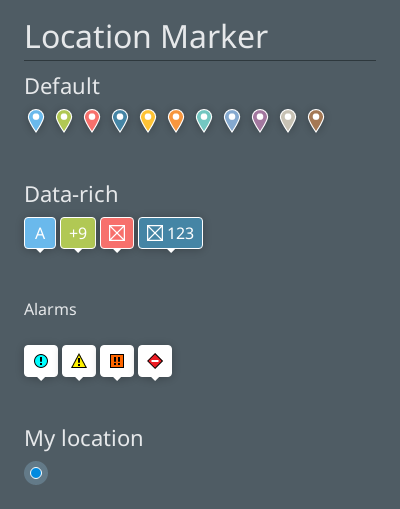 Location Marker
Default
Data-rich
A +9 123
Alarms
! ! !! 
My location